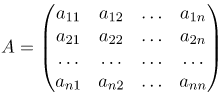 A = \begin{pmatrix} a_{11} & a_{12} & \dots & a_{1n} \\ a_{21} & a_{22} & \dots & a_{2n} \\ \dots & \dots & \dots & \dots \\ a_{n1} & a_{n2} & \dots & a_{nn} \end{pmatrix}